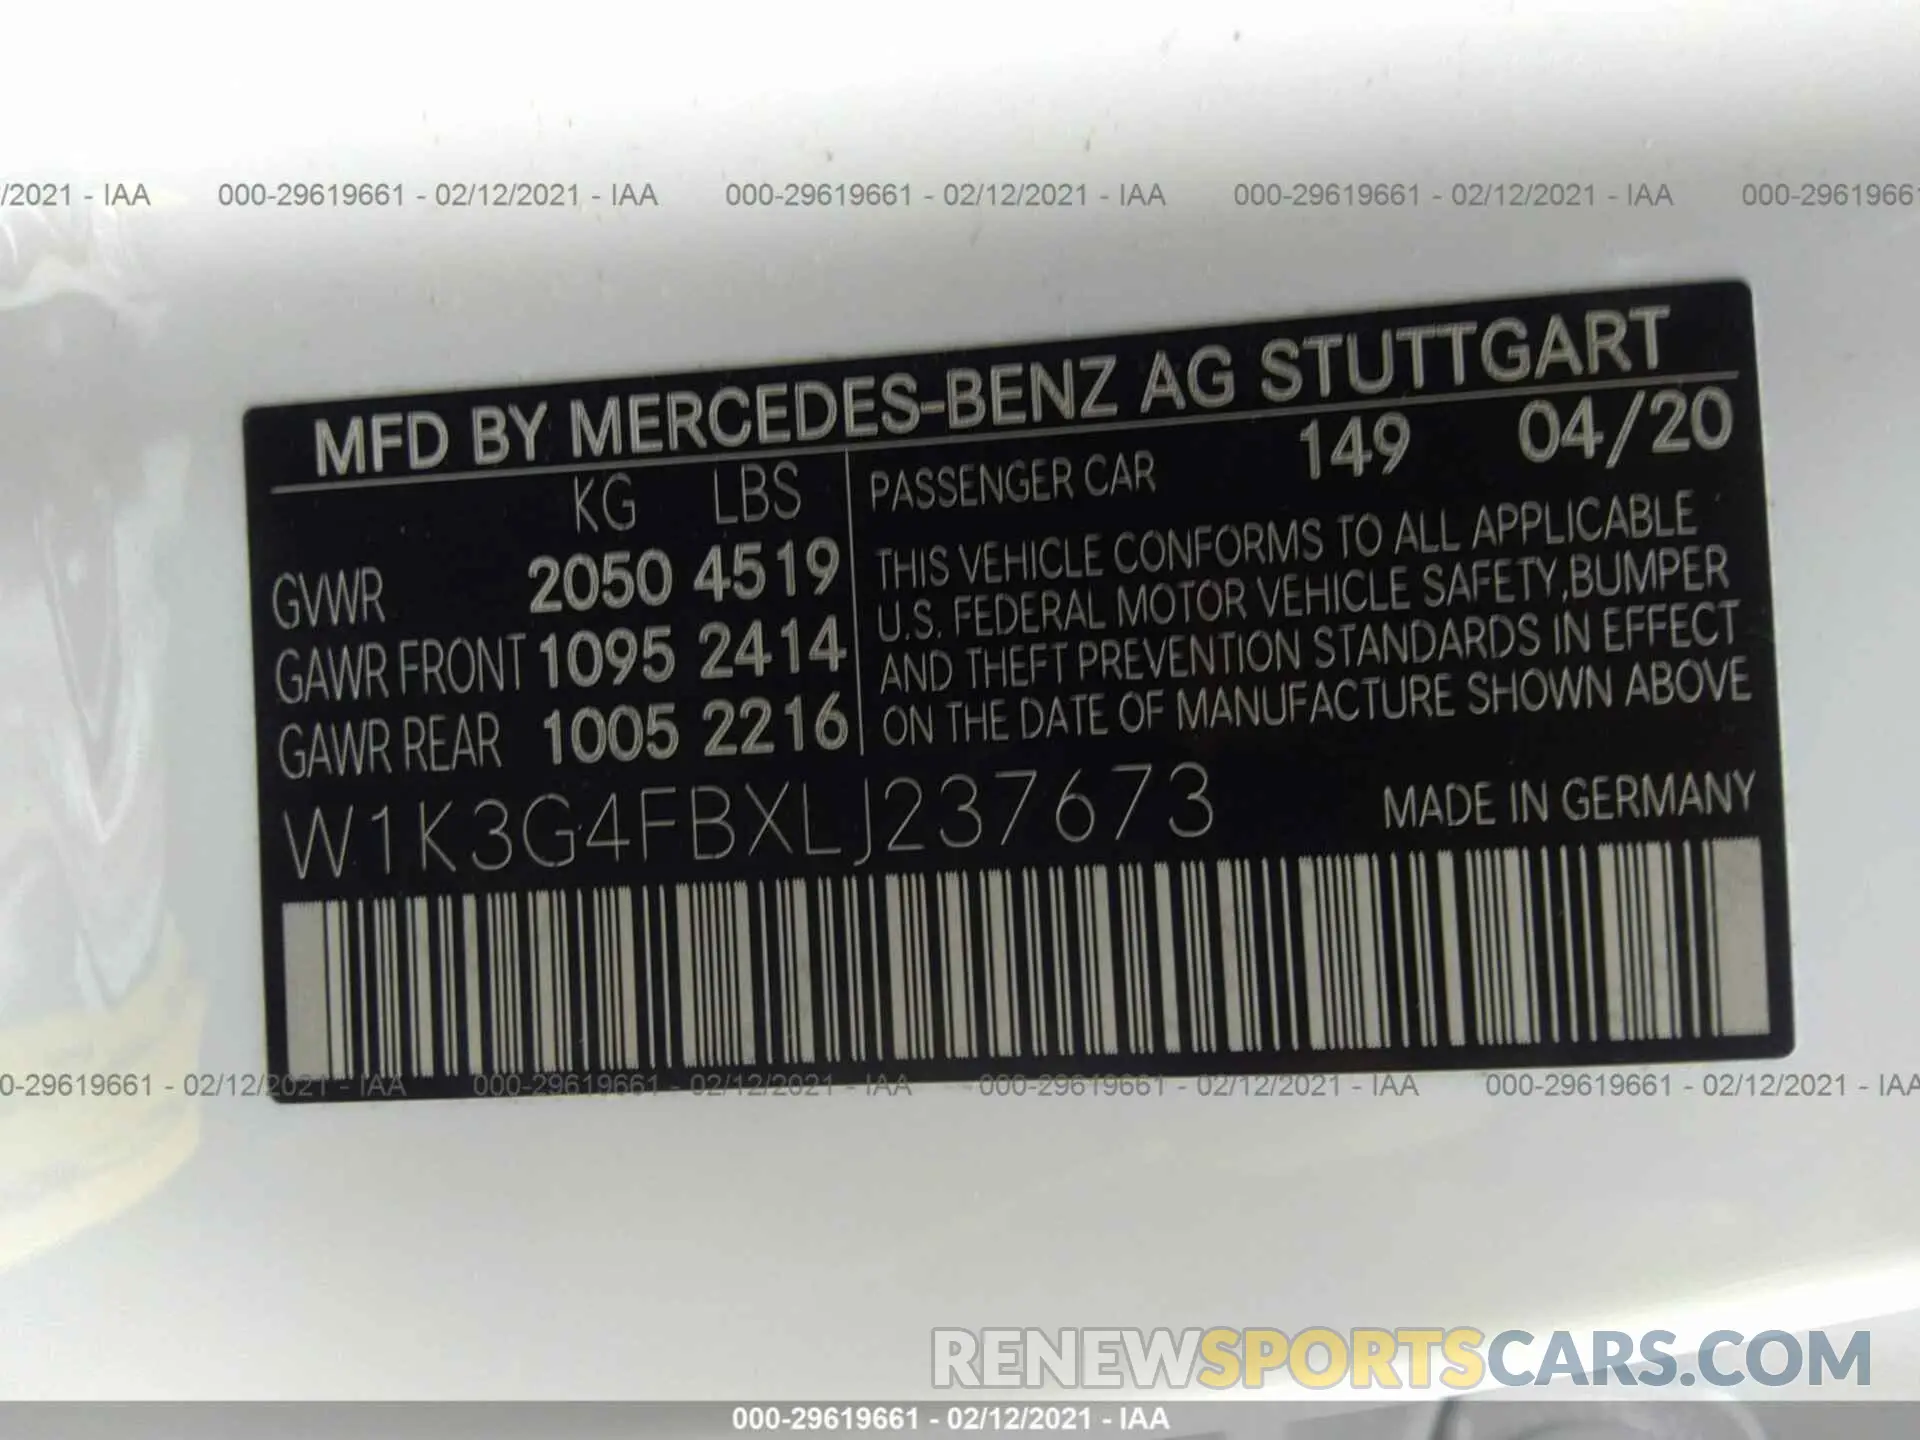 /2021 - IAA 000-29619661 - 02/12/2021 - IAA 000-29619661 - 02/12/2021 - IAA 000-29619661 - 02/12/2021 - IAA 000-2961966
MFD BY MERCEDES-BENZ AG STUTTGART
KG LBS PASSENGER CAR 149 04/20
GVWR 2050 4519
GAWR FRONT 1095 2414
GAWR REAR 1005 2216
THIS VEHICLE CONFORMS TO ALL APPLICABLE
U.S. FEDERAL MOTOR VEHICLE SAFETY, BUMPER
AND THEFT PREVENTION STANDARDS IN EFFECT
ON THE DATE OF MANUFACTURE SHOWN ABOVE
W1K3G4FBXLJ237673 MADE IN GERMANY
0-29619661 - 02/12/2021 - IAA 000-29619661 - 02/12/2021 - IAA 000-29619661 - 02/12/2021 - IAA 000-29619661 - 02/12/2021 - IAA
RENEWSPORTSCARS.COM
000-29619661 - 02/12/2021 - IAA